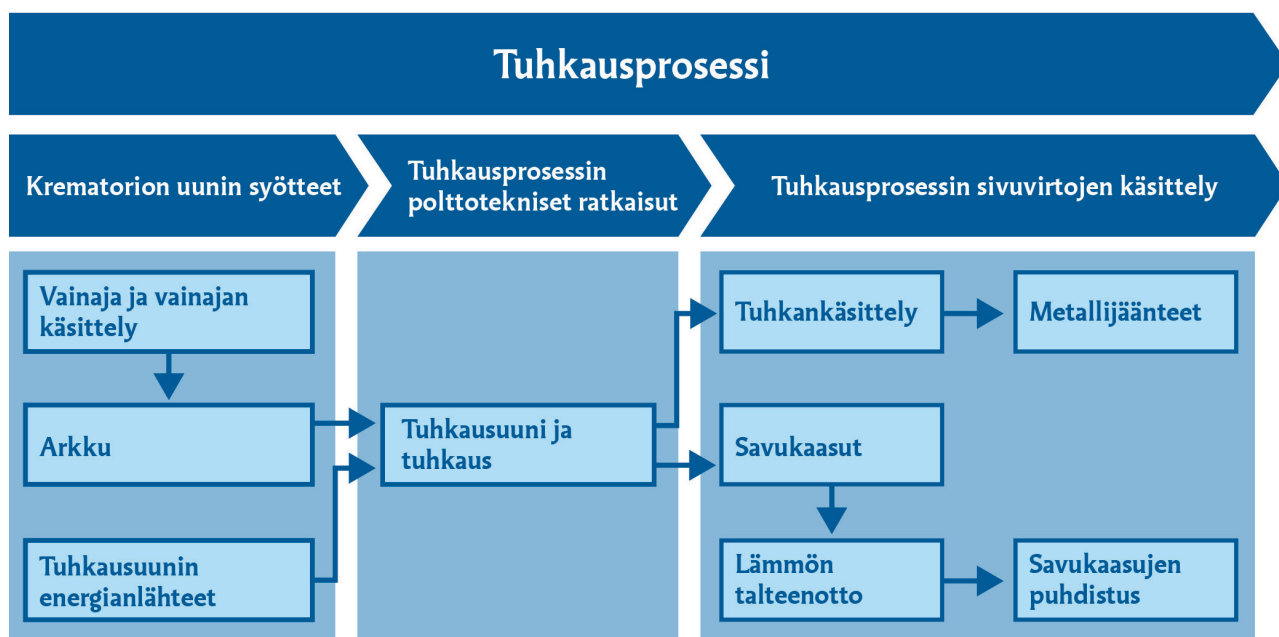 Tuhkausprosessi
Krematorion uunin syötteet
Tuhkausprosessin
polttotekniset ratkaisut
Tuhkausprosessin sivuvirtojen käsittely
Vainaja ja vainajan
käsittely
Arkku
Tuhkausuunin
energianlähteet
Tuhkausuuni ja
tuhkaus
Tuhkankäsittely
Metallijäänteet
Savukaasut
Lämmön
talteenotto
Savukaasujen
puhdistus